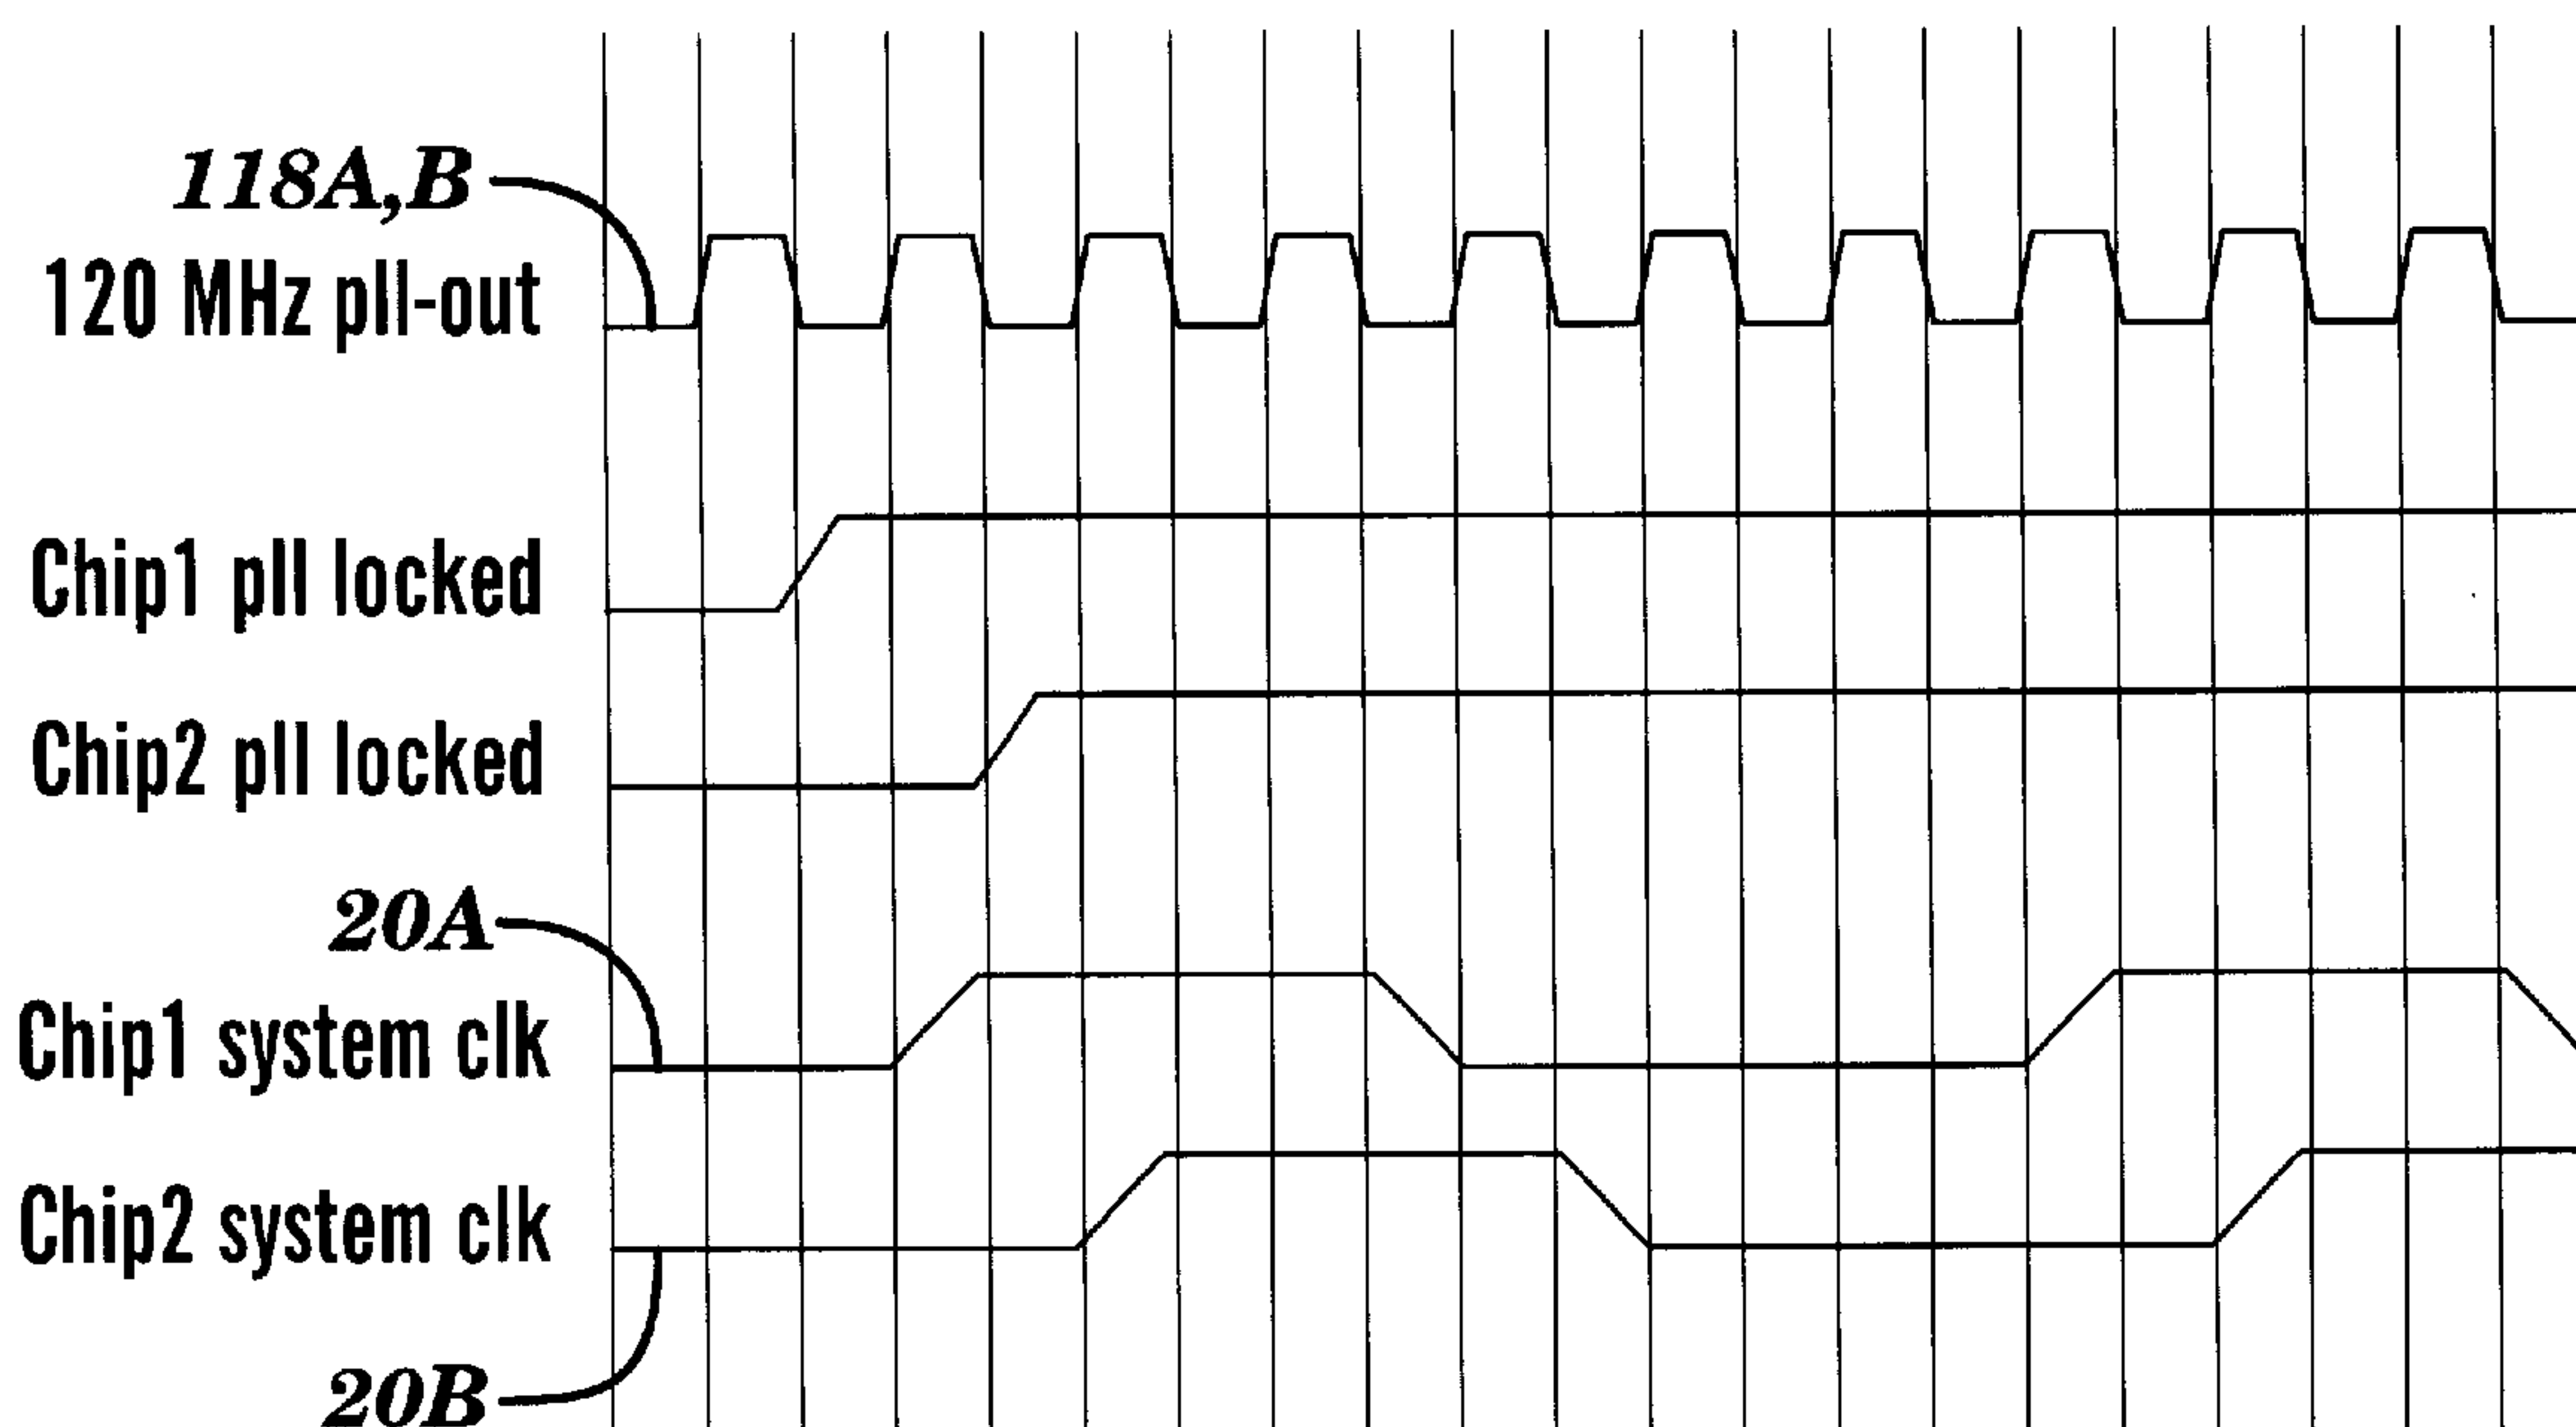 118A,B
120 MHz pll-out
Chip1 pll locked
Chip2 pll locked
20A
Chip1 system clk
Chip2 system clk
20B